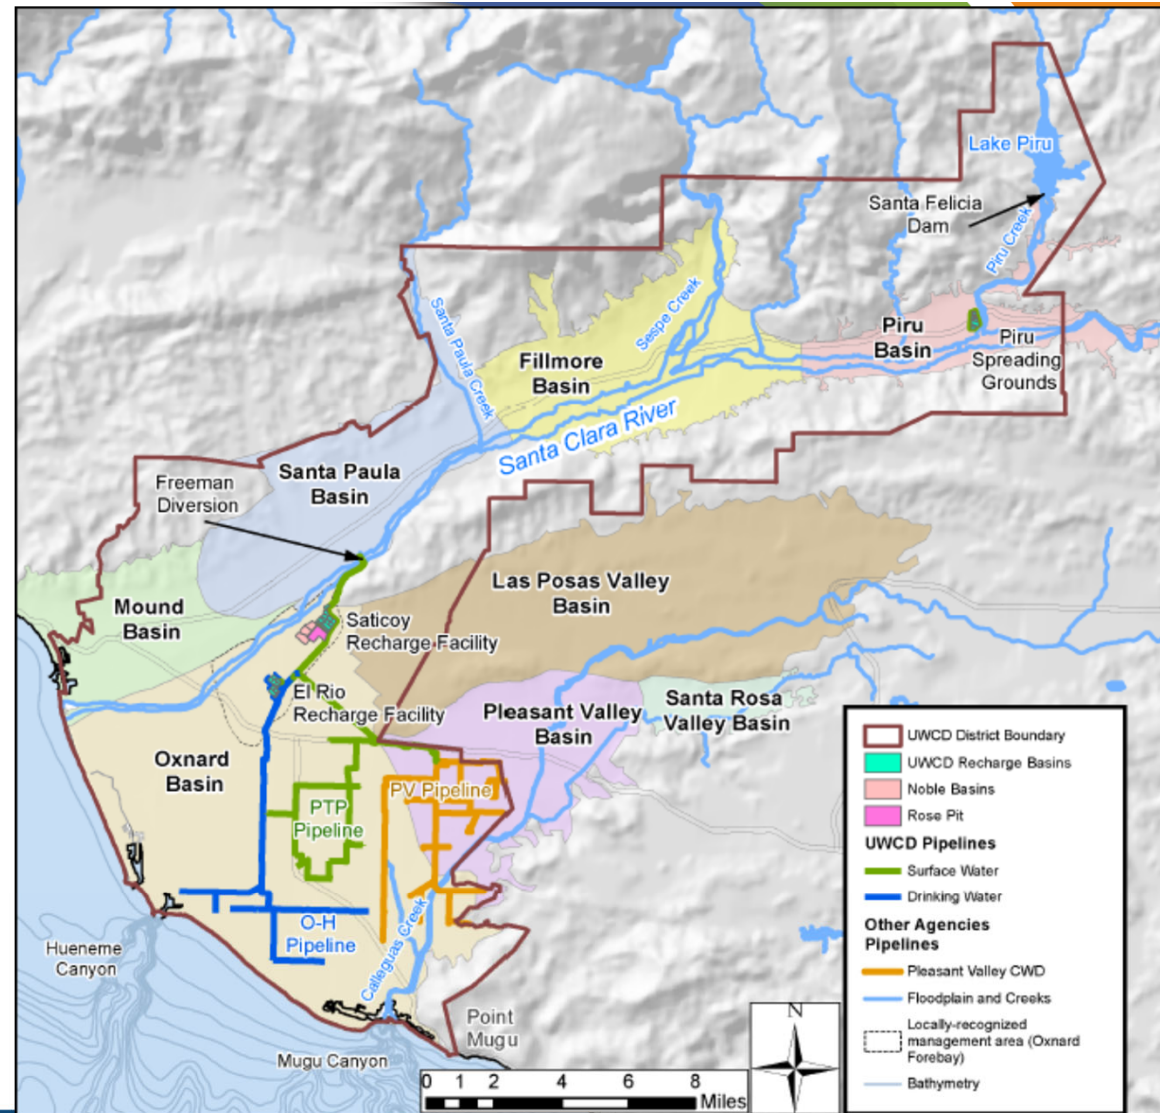 Lake Piru
Santa Felicia
Dam
Piru Creek
Santa Paula Creek
Sespe Creek
Piru
Basin
Piru
Spreading
Grounds
Fillmore
Basin
Santa Clara River
Santa Paula
Basin
Freeman
Diversion
Las Posas Valley
Basin
Mound
Basin
Saticoy
Recharge Facility
El Rio
Recharge Facility
Pleasant Valley
Basin
Santa Rosa
Valley Basin
Oxnard
Basin
PV Pipeline
PTP
Pipeline
O-H
Pipeline
Calleguas Creek
Hueneme
Canyon
Mugu Canyon
Point
Mugu
UWCD District Boundary
UWCD Recharge Basins
Noble Basins
Rose Pit
UWCD Pipelines
Surface Water
Drinking Water
Other Agencies
Pipelines
Pleasant Valley CWD
Floodplain and Creeks
Locally-recognized
management area (Oxnard
Forebay)
Bathymetry
N
0 1 2 4 6 8
Miles